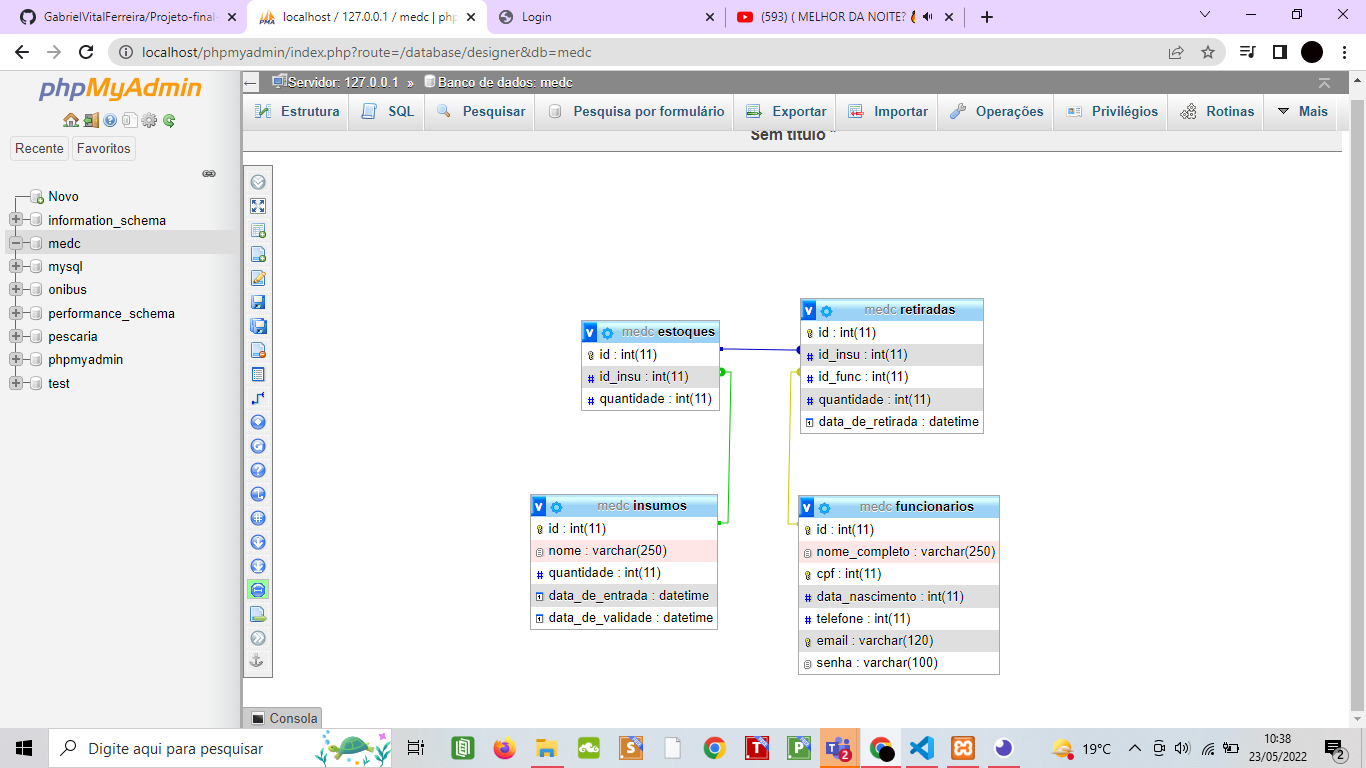 GabrielVitalFerreira/Projeto-final-
localhost / 127.0.0.1 / medc | php
Login
(593) ( MELHOR DA NOITE?
localhost/phpmyadmin/index.php?route=/database/designer&db=medc
phpMyAdmin
Recente
Favoritos
Novo
information_schema
medc
mysql
onibus
performance_schema
pescaria
phpmyadmin
test
Servidor: 127.0.0.1 » Banco de dados: medc
Estrutura
SQL
Pesquisar
Pesquisa por formulário
Exportar
Importar
Operações
Privilégios
Rotinas
Mais
Sem título *
v medc estoques
id : int(11)
# id_insu : int(11)
# quantidade : int(11)
v medc retiradas
id : int(11)
# id_insu : int(11)
# id_func : int(11)
# quantidade : int(11)
data_de_retirada : datetime
v medc insumos
id : int(11)
nome : varchar(250)
# quantidade : int(11)
data_de_entrada : datetime
data_de_validade : datetime
v medc funcionarios
id : int(11)
nome_completo : varchar(250)
cpf : int(11)
# data_nascimento : int(11)
# telefone : int(11)
email : varchar(120)
senha : varchar(100)
Consola
Digite aqui para pesquisar
19°C
10:38
23/05/2022
2